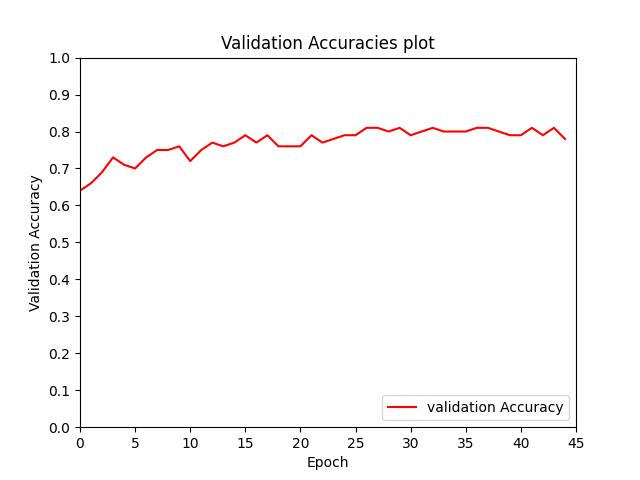 Validation Accuracies plot
1.0
0.9
0.8
0.7
0.6
0.5
0.4
0.3
0.2
0.1
0.0
Validation Accuracy
validation Accuracy
0 5 10 15 20 25 30 35 40 45
Epoch